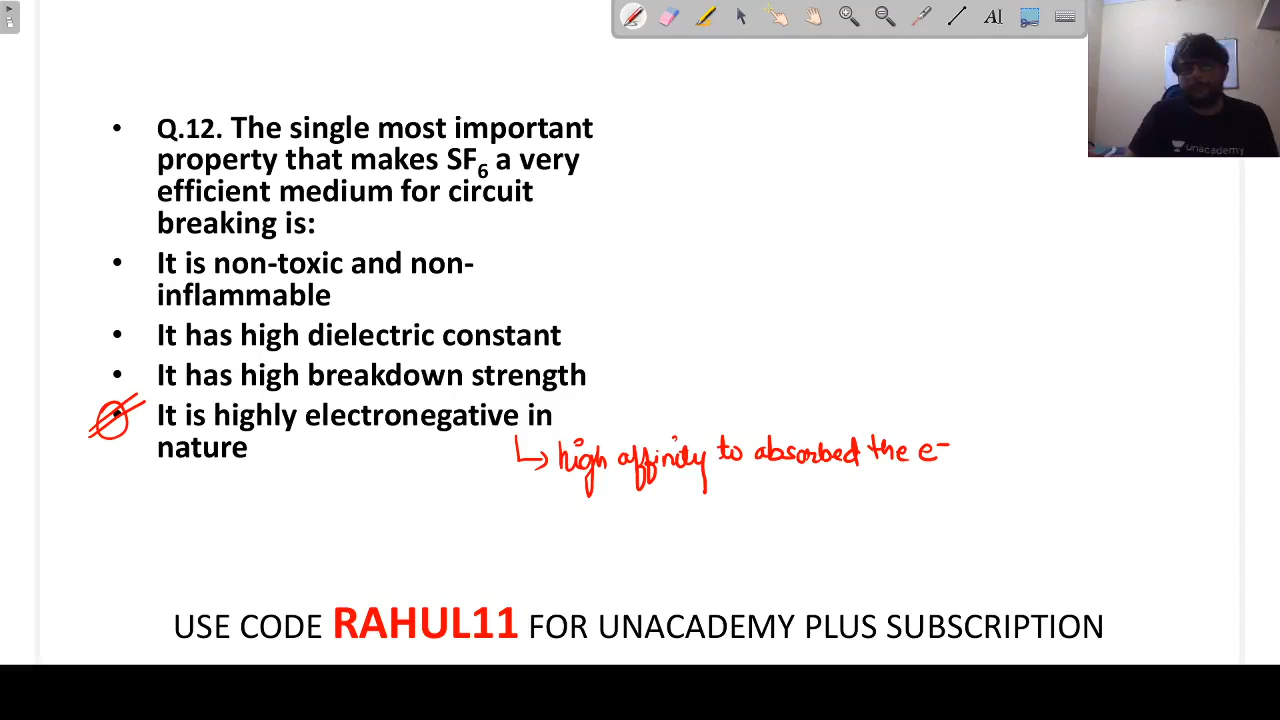 AI
unacademy
• Q.12. The single most important
property that makes SF6 a very
efficient medium for circuit
breaking is:
• It is non-toxic and non-
inflammable
• It has high dielectric constant
• It has high breakdown strength
• It is highly electronegative in
nature
↳ high affinity to absorbed the e⁻
USE CODE RAHUL11 FOR UNACADEMY PLUS SUBSCRIPTION